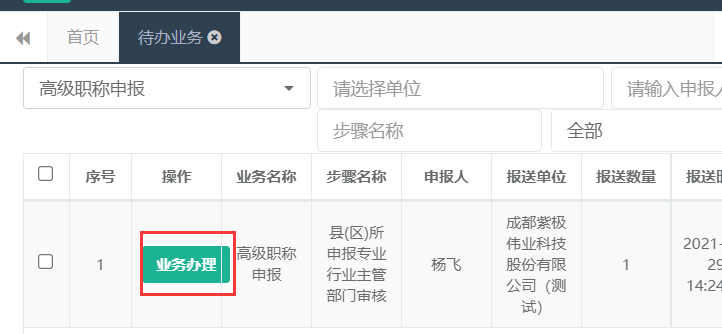 首页
待办业务
高级职称申报
请选择单位
请输入申报人
步骤名称
全部
序号 操作 业务名称 步骤名称 申报人 报送单位 报送数量 报送时
1
业务办理
高级职称
申报
县(区)所
申报专业
行业主管
部门审核
杨飞
成都紫极
伟业科技
股份有限
公司（测
试）
1
2021-
29
14:24